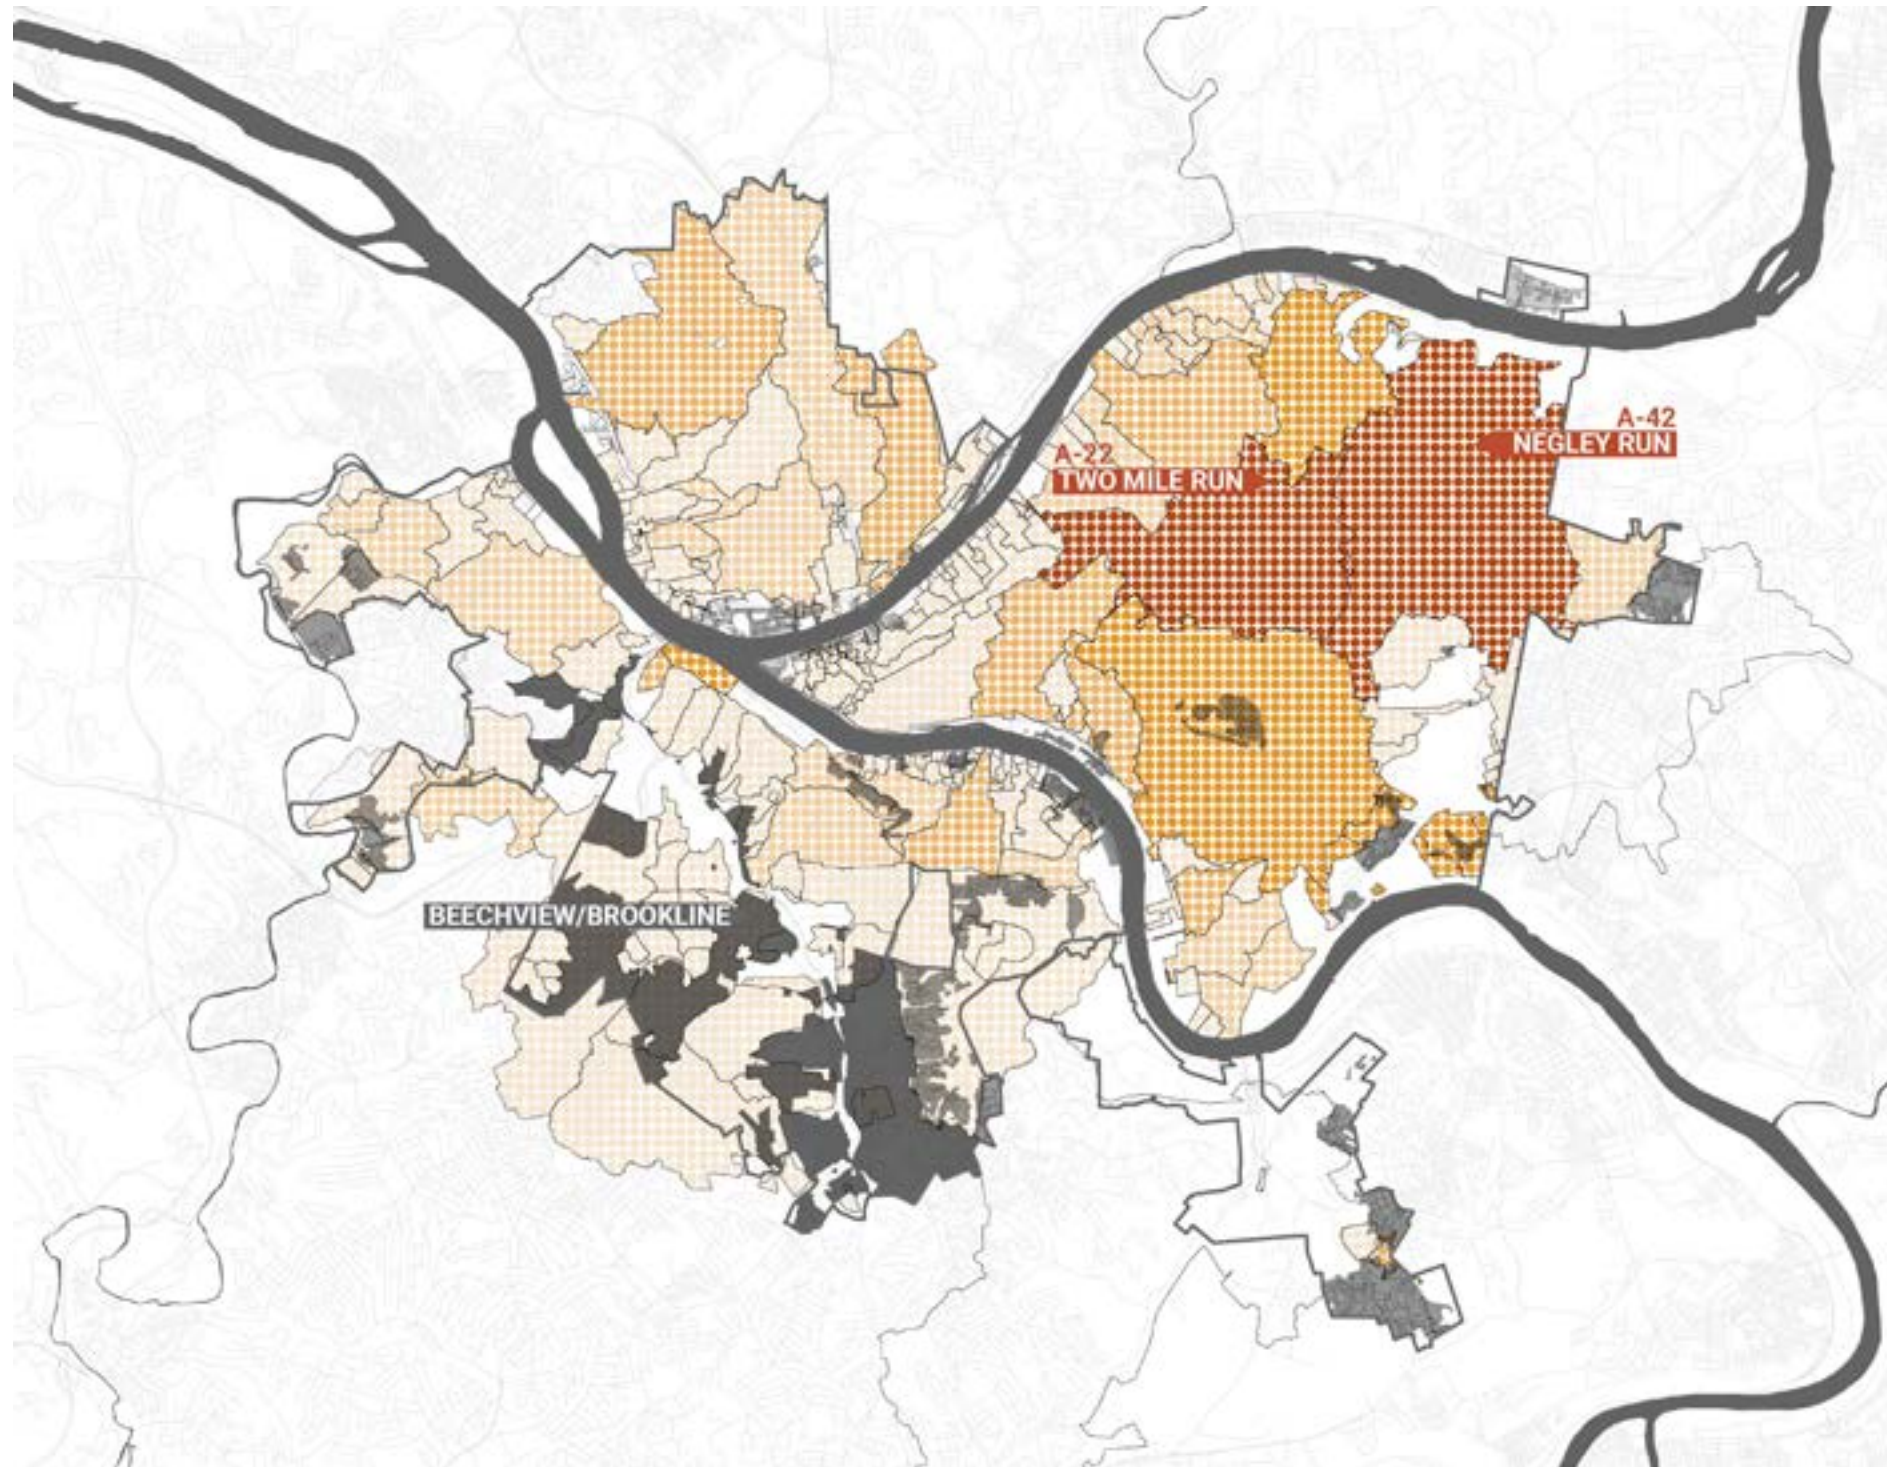 A-42
NEGLEY RUN
A-22
TWO MILE RUN
BEECHVIEW/BROOKLINE